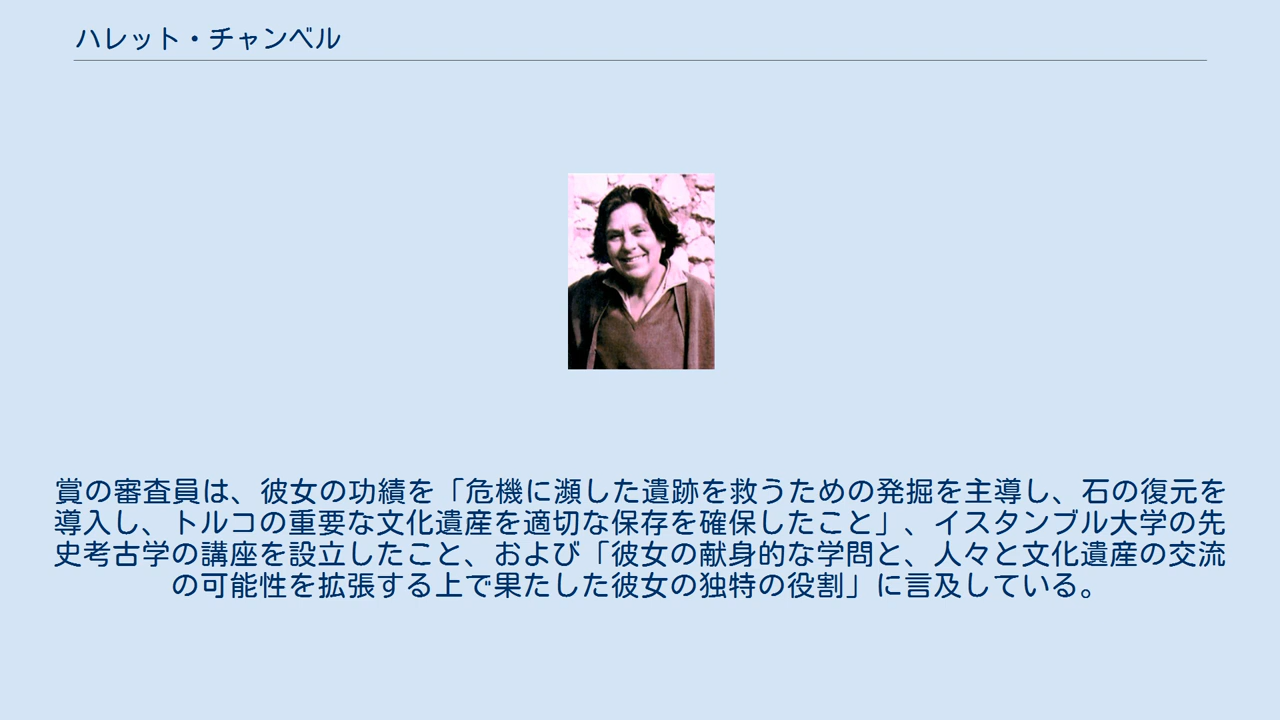 ハレット・チャンベル
賞の審査員は、彼女の功績を「危機に瀕した遺跡を救うための発掘を主導し、石の復元を
導入し、トルコの重要な文化遺産を適切な保存を確保したこと」、イスタンブル大学の先
史考古学の講座を設立したこと、および「彼女の献身的な学問と、人々と文化遺産の交流
の可能性を拡張する上で果たした彼女の独特の役割」に言及している。